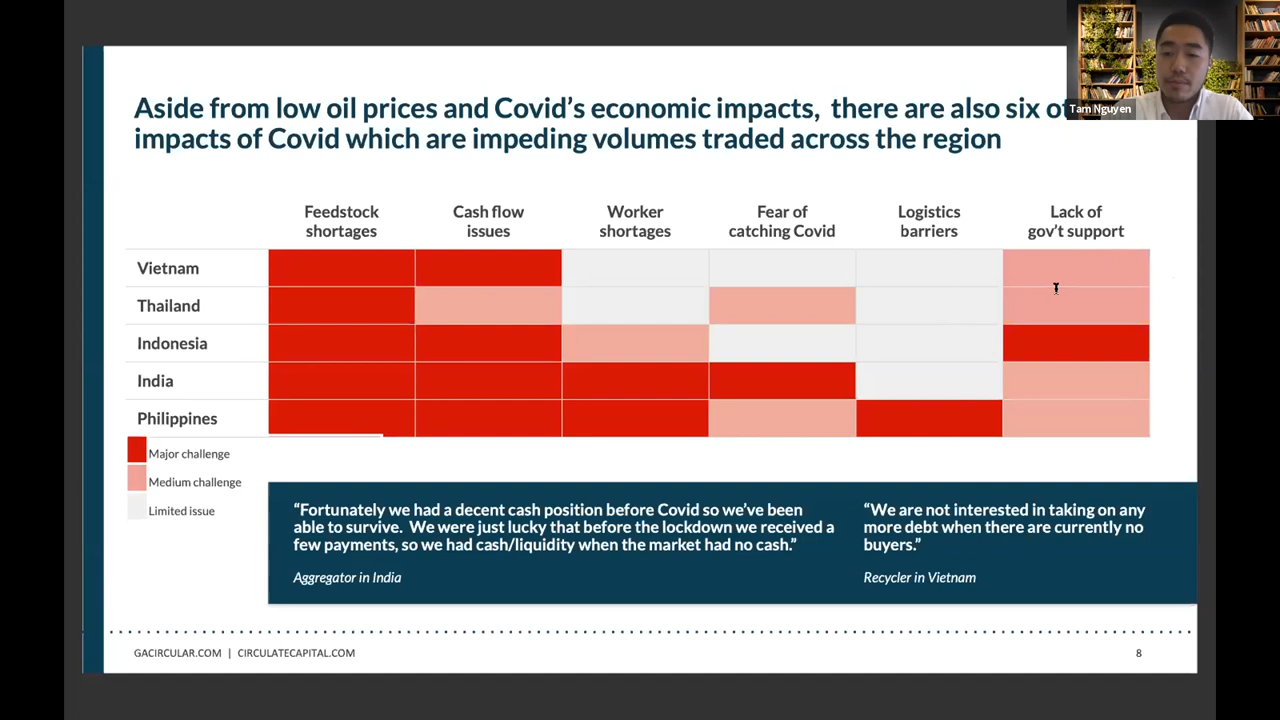 Aside from low oil prices and Covid's economic impacts, there are also six
impacts of Covid which are impeding volumes traded across the region
Tam Nguyen
Feedstock shortages
Cash flow issues
Worker shortages
Fear of catching Covid
Logistics barriers
Lack of gov't support
Vietnam
Thailand
Indonesia
India
Philippines
Major challenge
Medium challenge
Limited issue
“Fortunately we had a decent cash position before Covid so we've been
able to survive. We were just lucky that before the lockdown we received a
few payments, so we had cash/liquidity when the market had no cash.”
Aggregator in India
“We are not interested in taking on any
more debt when there are currently no
buyers.”
Recycler in Vietnam
GACIRCULAR.COM | CIRCULATECAPITAL.COM
8